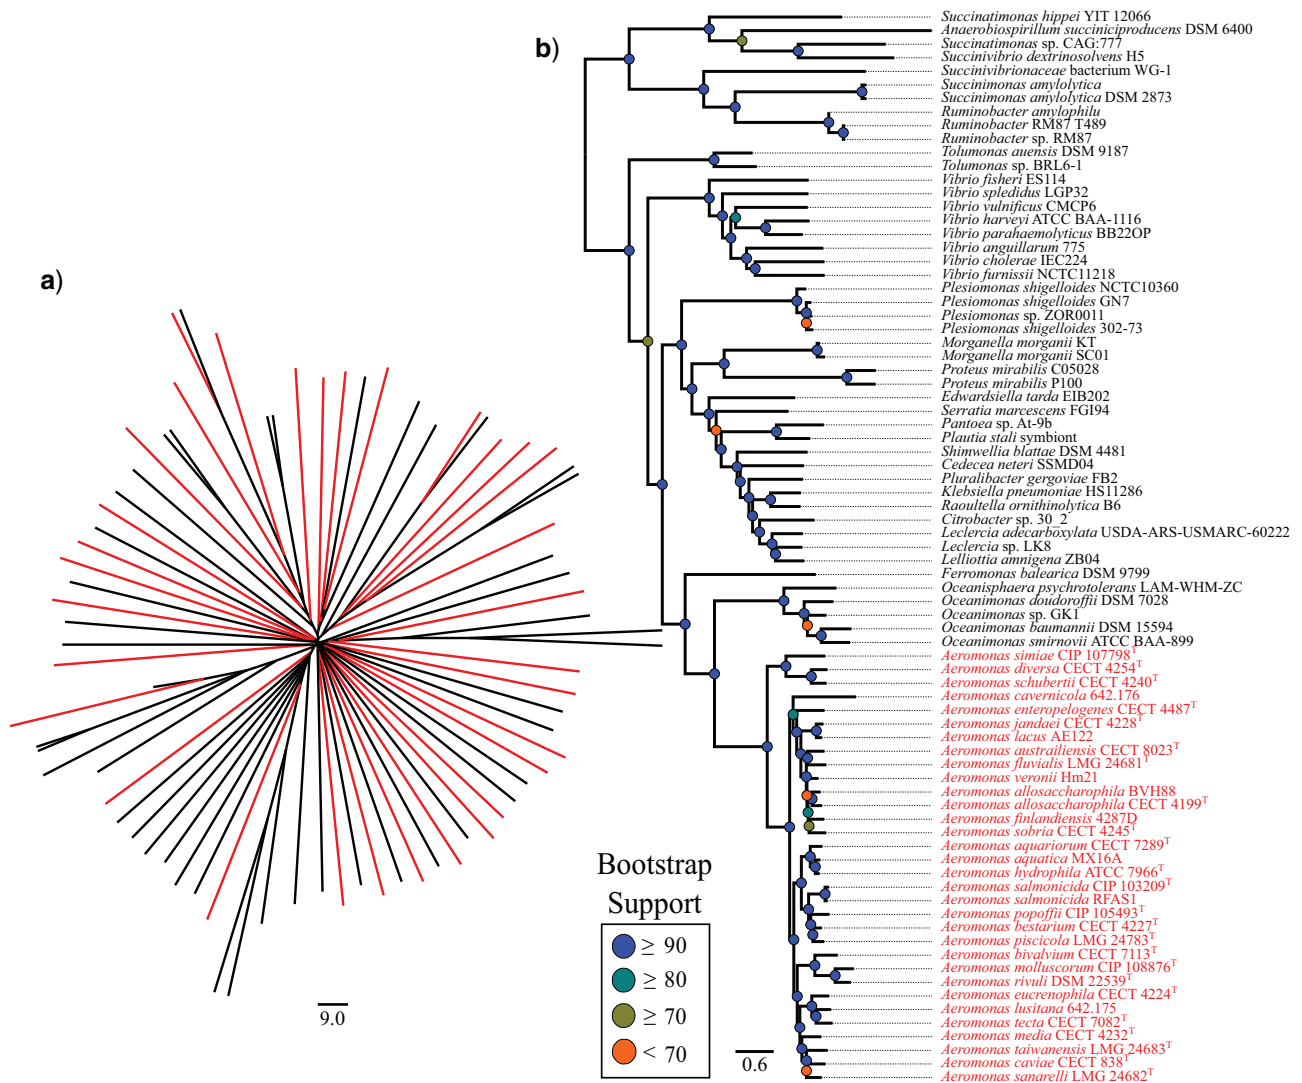 a)
9.0
b)
Succinatimonas hippei YIT 12066
Anaerobiospirillum succiniciproducens DSM 6400
Succinatimonas sp. CAG:777
Succinivibrio dextrinosolvens H5
Succinivibrionaceae bacterium WG-1
Succinimonas amylolytica
Succinimonas amylolytica DSM 2873
Ruminobacter amylophilu
Ruminobacter RM87 T489
Ruminobacter sp. RM87
Tolumonas auensis DSM 9187
Tolumonas sp. BRL6-1
Vibrio fisheri ES114
Vibrio spledidus LGP32
Vibrio vulnificus CMCP6
Vibrio harveyi ATCC BAA-1116
Vibrio parahaemolyticus BB22OP
Vibrio anguillarum 775
Vibrio cholerae IEC224
Vibrio furnissii NCTC11218
Plesiomonas shigelloides NCTC10360
Plesiomonas shigelloides GN7
Plesiomonas sp. ZOR0011
Plesiomonas shigelloides 302-73
Morganella morganii KT
Morganella morganii SC01
Proteus mirabilis C05028
Proteus mirabilis P100
Edwardsiella tarda EIB202
Serratia marcescens FGI94
Pantoea sp. At-9b
Plautia stali symbiont
Shimwellia blattae DSM 4481
Cedecea neteri SSMD04
Pluralibacter gergoviae FB2
Klebsiella pneumoniae HS11286
Raoultella ornithinolytica B6
Citrobacter sp. 30_2
Leclercia adecarboxylata USDA-ARS-USMARC-60222
Leclercia sp. LK8
Lelliottia amnigena ZB04
Ferromonas balearica DSM 9799
Oceanisphaera psychrotolerans LAM-WHM-ZC
Oceanimonas doudoroffii DSM 7028
Oceanimonas sp. GK1
Oceanimonas baumannii DSM 15594
Oceanimonas smirnovii ATCC BAA-899
Aeromonas simiae CIP 107798T
Aeromonas diversa CECT 4254T
Aeromonas schubertii CECT 4240T
Aeromonas cavernicola 642.176
Aeromonas enteropelogenes CECT 4487T
Aeromonas jandaei CECT 4228T
Aeromonas lacus AE122
Aeromonas austrailiensis CECT 8023T
Aeromonas fluvialis LMG 24681T
Aeromonas veronii Hm21
Aeromonas allosaccharophila BVH88
Aeromonas allosaccharophila CECT 4199T
Aeromonas finlandiensis 4287D
Aeromonas sobria CECT 4245T
Aeromonas aquariorum CECT 7289T
Aeromonas aquatica MX16A
Aeromonas hydrophila ATCC 7966T
Aeromonas salmonicida CIP 103209T
Aeromonas salmonicida RFAS1
Aeromonas popoffii CIP 105493T
Aeromonas bestarium CECT 4227T
Aeromonas piscicola LMG 24783T
Aeromonas bivalvium CECT 7113T
Aeromonas molluscorum CIP 108876T
Aeromonas rivuli DSM 22539T
Aeromonas eucrenophila CECT 4224T
Aeromonas lusitana 642.175
Aeromonas tecta CECT 7082T
Aeromonas media CECT 4232T
Aeromonas taiwanensis LMG 24683T
Aeromonas caviae CECT 838T
Aeromonas sanarelli LMG 24682T
Bootstrap
Support
≥ 90
≥ 80
≥ 70
< 70
0.6